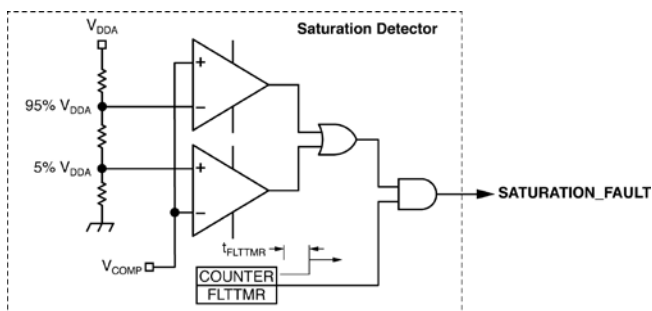 V_DDA
Saturation Detector
+
95% V_DDA
−
5% V_DDA
+
SATURATION_FAULT
−
t_FLTTMR
V_COMP
COUNTER
FLTTMR